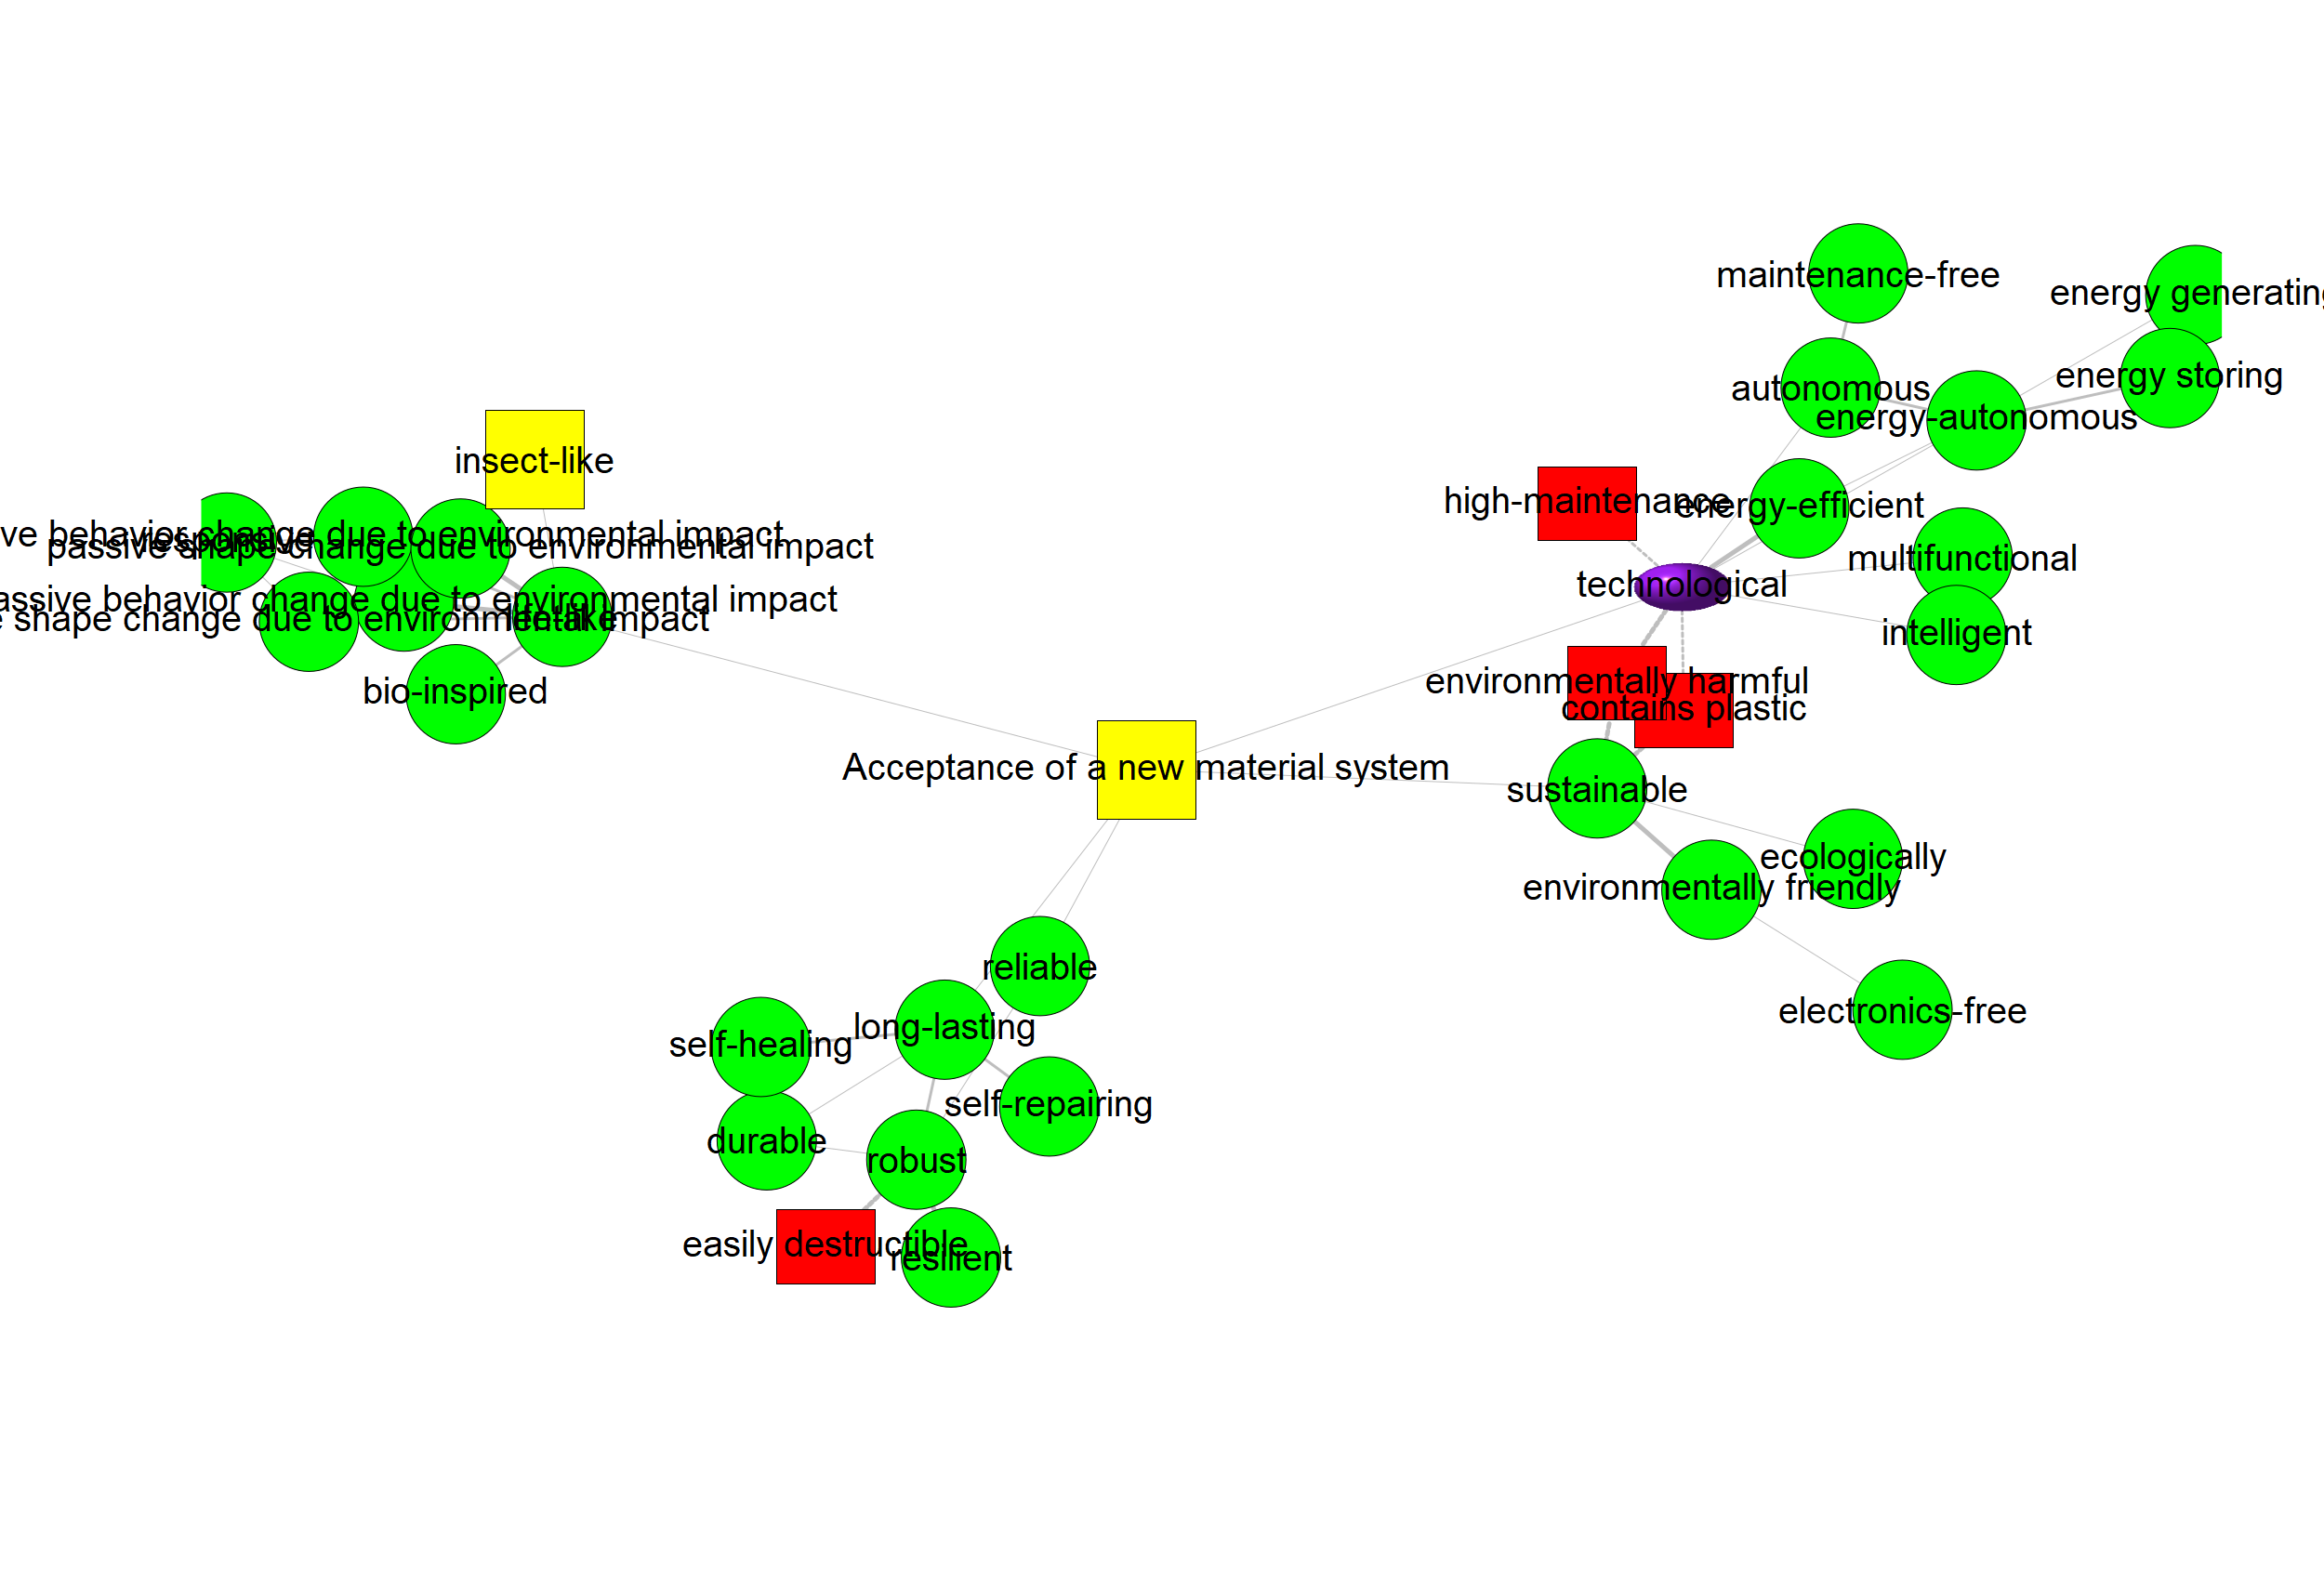 maintenance-free
energy generating
energy storing
autonomous
energy-autonomous
insect-like
high-maintenance
energy-efficient
ve behavior change due to environmental impact
responsive
passive shape change due to environmental impact
multifunctional
technological
assive behavior change due to environmental impact
e shape change due to environmental impact
life-like
intelligent
bio-inspired
environmentally harmful
contains plastic
Acceptance of a new material system
sustainable
ecologically
environmentally friendly
reliable
electronics-free
long-lasting
self-healing
self-repairing
durable
robust
easily destructible
resilient